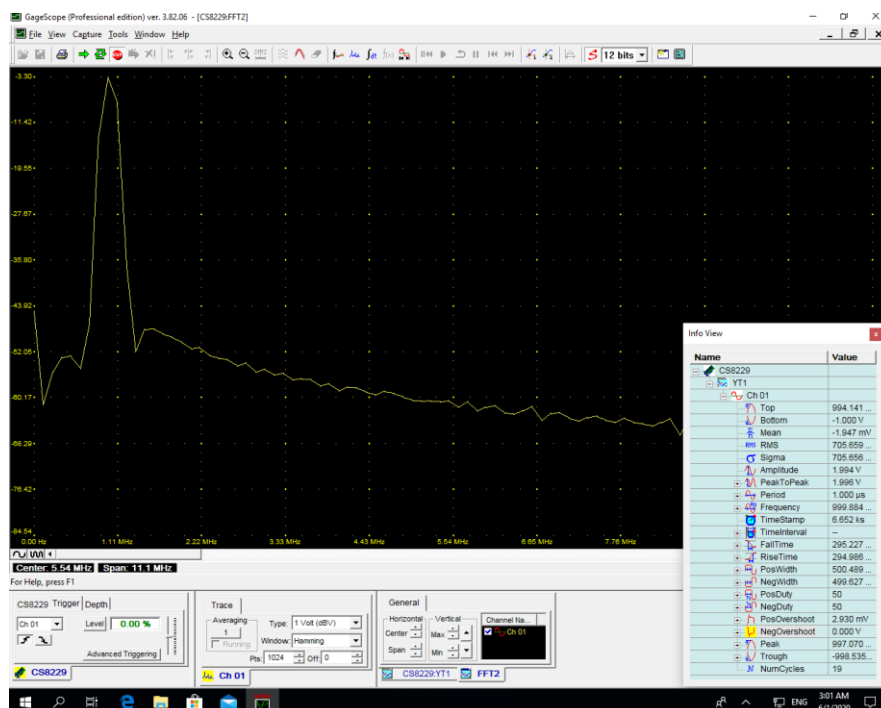 GageScope (Professional edition) ver. 3.82.06 - [CS8229:FFT2]
File View Capture Tools Window Help
12 bits
-3.30
-11.42
-19.55
-27.67
-35.80
-43.92
-52.05
-60.17
-68.29
-76.42
-84.54
0.00 Hz 1.11 MHz 2.22 MHz 3.33 MHz 4.43 MHz 5.54 MHz 6.65 MHz 7.76 MHz
Center: 5.54 MHz Span: 11.1 MHz
For Help, press F1
CS8229 Trigger Depth
Ch 01 Level 0.00 %
Advanced Triggering
CS8229
Trace
Averaging
1
Running
Type: 1 Volt (dBV)
Window: Hamming
Pts: 1024 Off: 0
Ch 01
General
Horizontal Vertical Channel Na...
Center Max Ch 01
Span Min
CS8229:YT1 FFT2
Info View
Name Value
CS8229
YT1
Ch 01
Top 994.141 ...
Bottom -1.000 V
Mean -1.947 mV
RMS RMS 705.659 ...
Sigma 705.656 ...
Amplitude 1.994 V
PeakToPeak 1.996 V
Period 1.000 µs
Frequency 999.884 ...
TimeStamp 6.652 ks
TimeInterval --
FallTime 295.227 ...
RiseTime 294.986 ...
PosWidth 500.489 ...
NegWidth 499.627 ...
PosDuty 50
NegDuty 50
PosOvershoot 2.930 mV
NegOvershoot 0.000 V
Peak 997.070 ...
Trough -998.535...
N NumCycles 19
ENG
3:01 AM